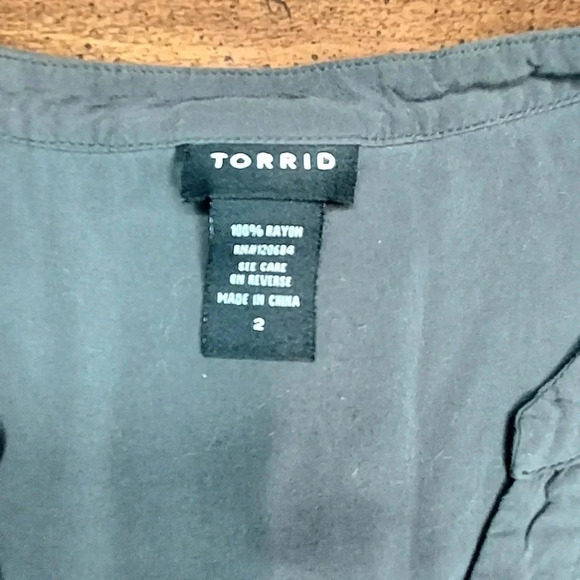 TORRID
100% RAYON
RN#120684
SEE CARE
ON REVERSE
MADE IN CHINA
2